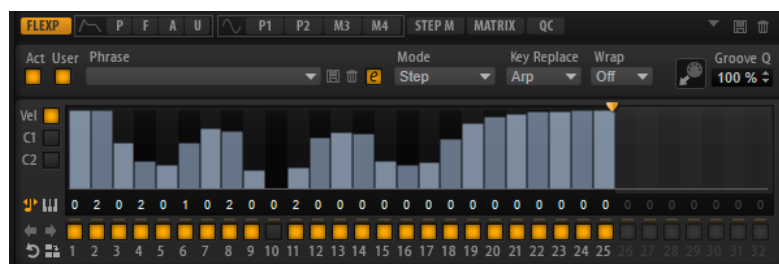 FLEXP P F A U P1 P2 M3 M4 STEP M MATRIX QC
Act User Phrase Mode Key Replace Wrap Groove Q
e Step Arp Off 100 %
Vel
C1
C2
0 2 0 2 0 1 0 2 0 0 2 0 0 0 0 0 0 0 0 0 0 0 0 0 0 0 0 0 0 0 0 0
1 2 3 4 5 6 7 8 9 10 11 12 13 14 15 16 17 18 19 20 21 22 23 24 25 26 27 28 29 30 31 32